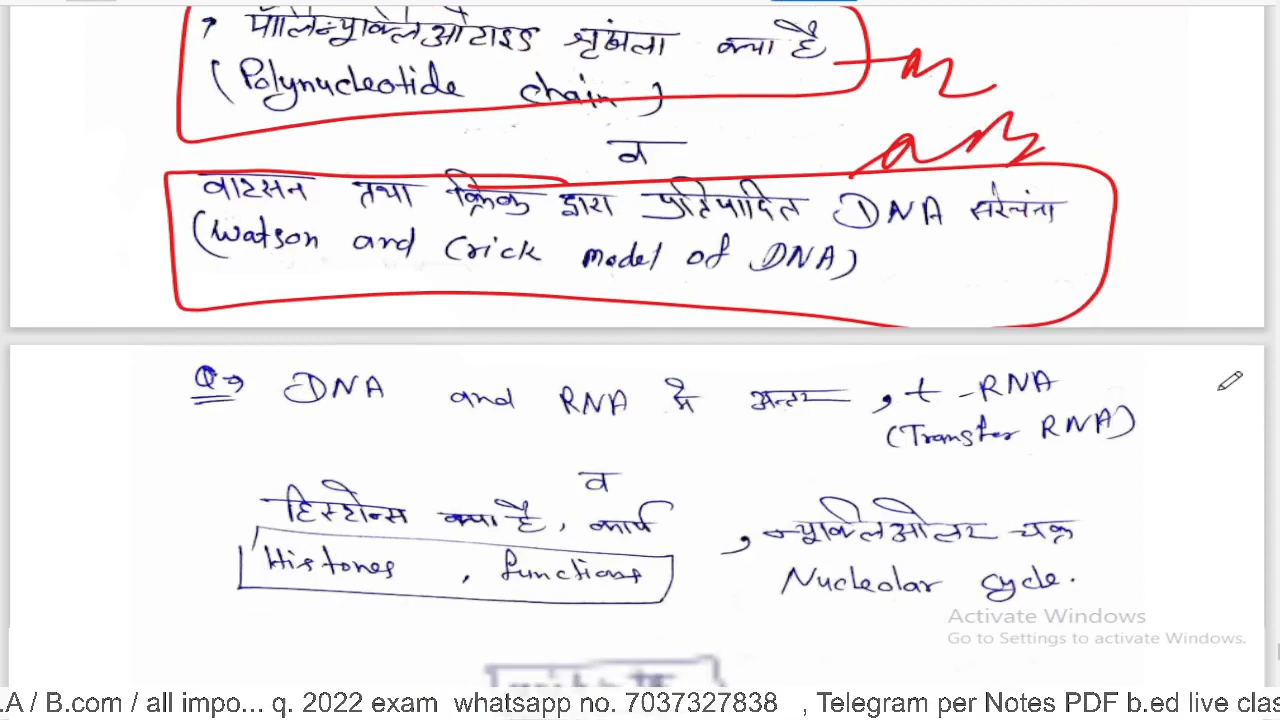 , पॉलिन्यूक्लिओटाइड श्रृंखला क्या है
(Polynucleotide chain)
व
वाटसन तथा क्रिक द्वारा प्रतिपादित DNA संरचना
(Watson and Crick model of DNA)
Q→ DNA and RNA मे अन्तर , t-RNA
(Transfer RNA)
व
हिस्टोन्स क्या है, कार्य , न्यूक्लिओलर चक्र
Histones , functions Nucleolar cycle.
Activate Windows
Go to Settings to activate Windows.
.A / B.com / all impo... q. 2022 exam whatsapp no. 7037327838 , Telegram per Notes PDF b.ed live clas